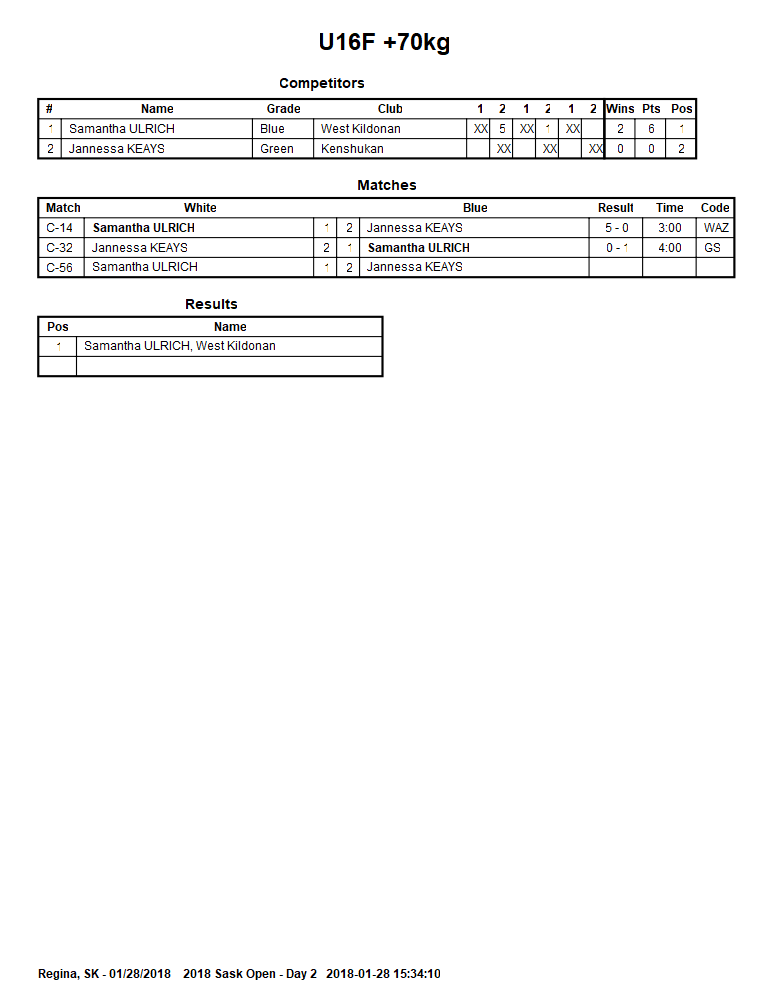 U16F +70kg
Competitors
# Name Grade Club 1 2 1 2 1 2 Wins Pts Pos
1 Samantha ULRICH Blue West Kildonan XX 5 XX 1 XX 2 6 1
2 Jannessa KEAYS Green Kenshukan XX XX XX 0 0 2
Matches
Match White Blue Result Time Code
C-14 Samantha ULRICH 1 2 Jannessa KEAYS 5 - 0 3:00 WAZ
C-32 Jannessa KEAYS 2 1 Samantha ULRICH 0 - 1 4:00 GS
C-56 Samantha ULRICH 1 2 Jannessa KEAYS
Results
Pos Name
1 Samantha ULRICH, West Kildonan
Regina, SK - 01/28/2018 2018 Sask Open - Day 2 2018-01-28 15:34:10